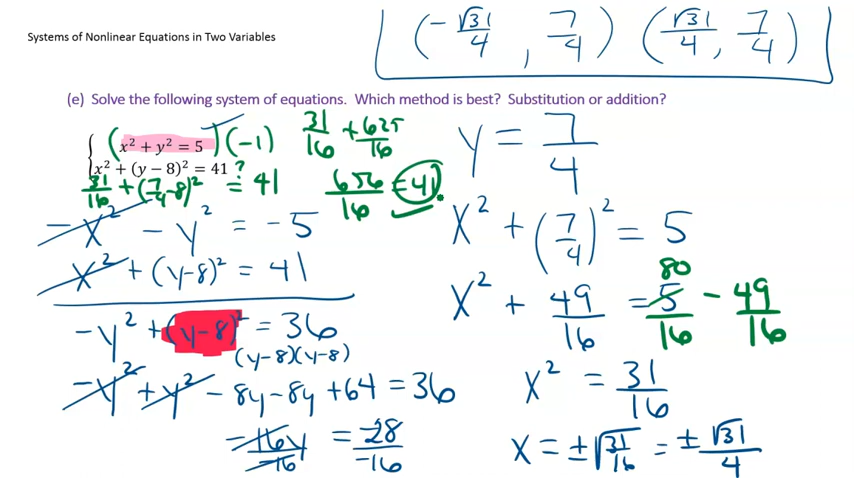 Systems of Nonlinear Equations in Two Variables
(-√31/4 , 7/4) (√31/4, 7/4)
(e) Solve the following system of equations. Which method is best? Substitution or addition?
(x² + y² = 5)(-1)
x² + (y − 8)² = 41
31/16 + (7/4 - 8)² ?= 41
31/16 + 625/16
656/16 = 41 ✓
-x² - y² = -5
x² + (y-8)² = 41
-y² + (y-8)² = 36
(y-8)(y-8)
-y² + y² - 8y - 8y + 64 = 36
-16y/-16 = -28/-16
y = 7/4
x² + (7/4)² = 5
80
x² + 49/16 = 5/16 - 49/16
x² = 31/16
x = ±√31/16 = ±√31/4